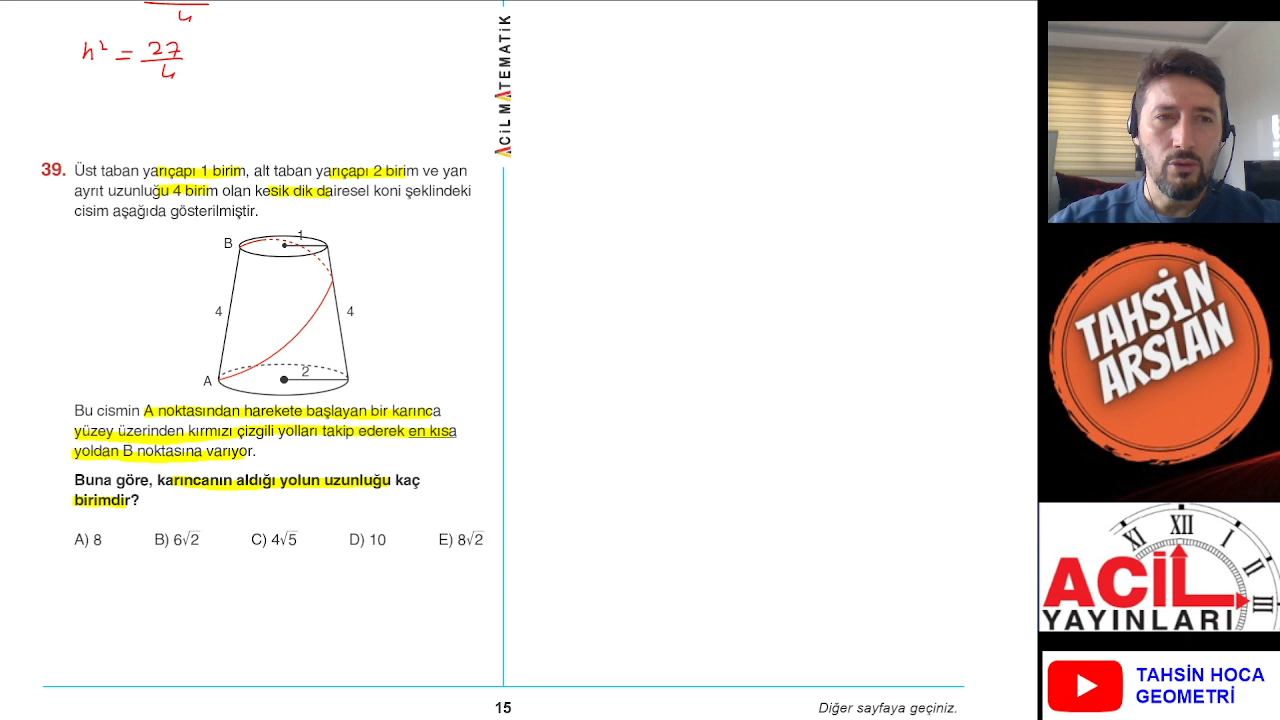 4
h² = 27
4
ACİL MATEMATİK
39. Üst taban yarıçapı 1 birim, alt taban yarıçapı 2 birim ve yan
ayrıt uzunluğu 4 birim olan kesik dik dairesel koni şeklindeki
cisim aşağıda gösterilmiştir.
B
1
4
4
2
A
Bu cismin A noktasından harekete başlayan bir karınca
yüzey üzerinden kırmızı çizgili yolları takip ederek en kısa
yoldan B noktasına varıyor.
Buna göre, karıncanın aldığı yolun uzunluğu kaç
birimdir?
A) 8 B) 6√2 C) 4√5 D) 10 E) 8√2
15
Diğer sayfaya geçiniz.
TAHSİN
ARSLAN
XI XII I II III
ACİL
YAYINLARI
TAHSİN HOCA
GEOMETRİ